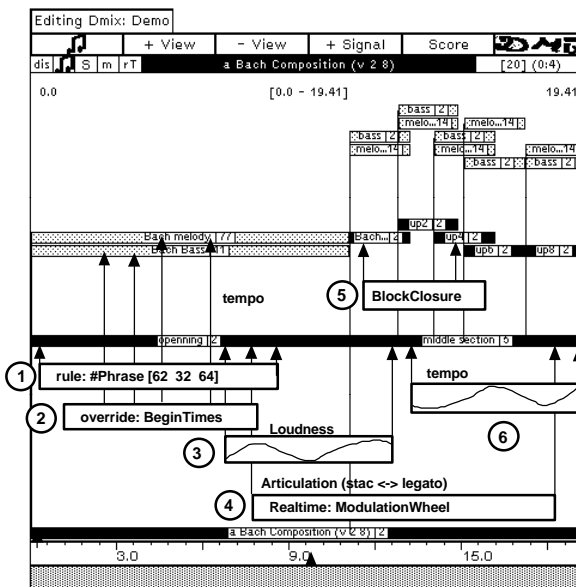 Editing Dmix: Demo
+ View - View + Signal Score
dis S m rT a Bach Composition (v 2 8) [20] (0:4)
0.0 [0.0 - 19.41] 19.41
bass 2
melo...14 melo...14
bass 2 bass 2
melo...14 melo...14 melo...14
bass 2 bass 2
up2 2
Bach melody 77 Bach... 2 up4 2
Bach Bass 11 up6 2 up8 2
5 BlockClosure
tempo
openning 2 middle section 5
1 rule: #Phrase [62 32 64] tempo
2 override: BeginTimes
Loudness 6
3
Articulation (stac <-> legato)
4 Realtime: ModulationWheel
a Bach Composition (v 2 8) 2
3.0 9.0 15.0